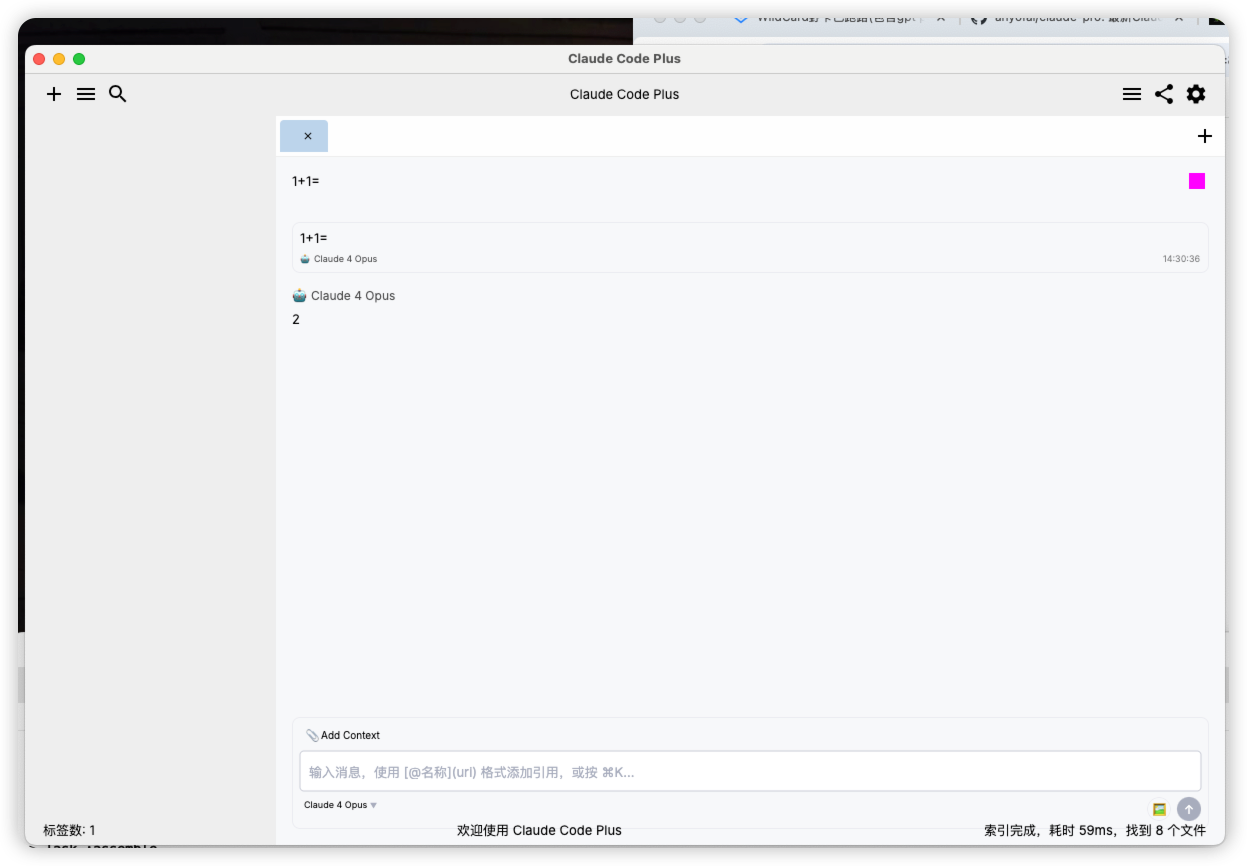 Claude Code Plus
Claude Code Plus
1+1=
1+1=
Claude 4 Opus
14:30:36
Claude 4 Opus
2
Add Context
输入消息，使用 [@名称](url) 格式添加引用，或按 ⌘K...
Claude 4 Opus
标签数: 1
欢迎使用 Claude Code Plus
索引完成，耗时 59ms，找到 8 个文件